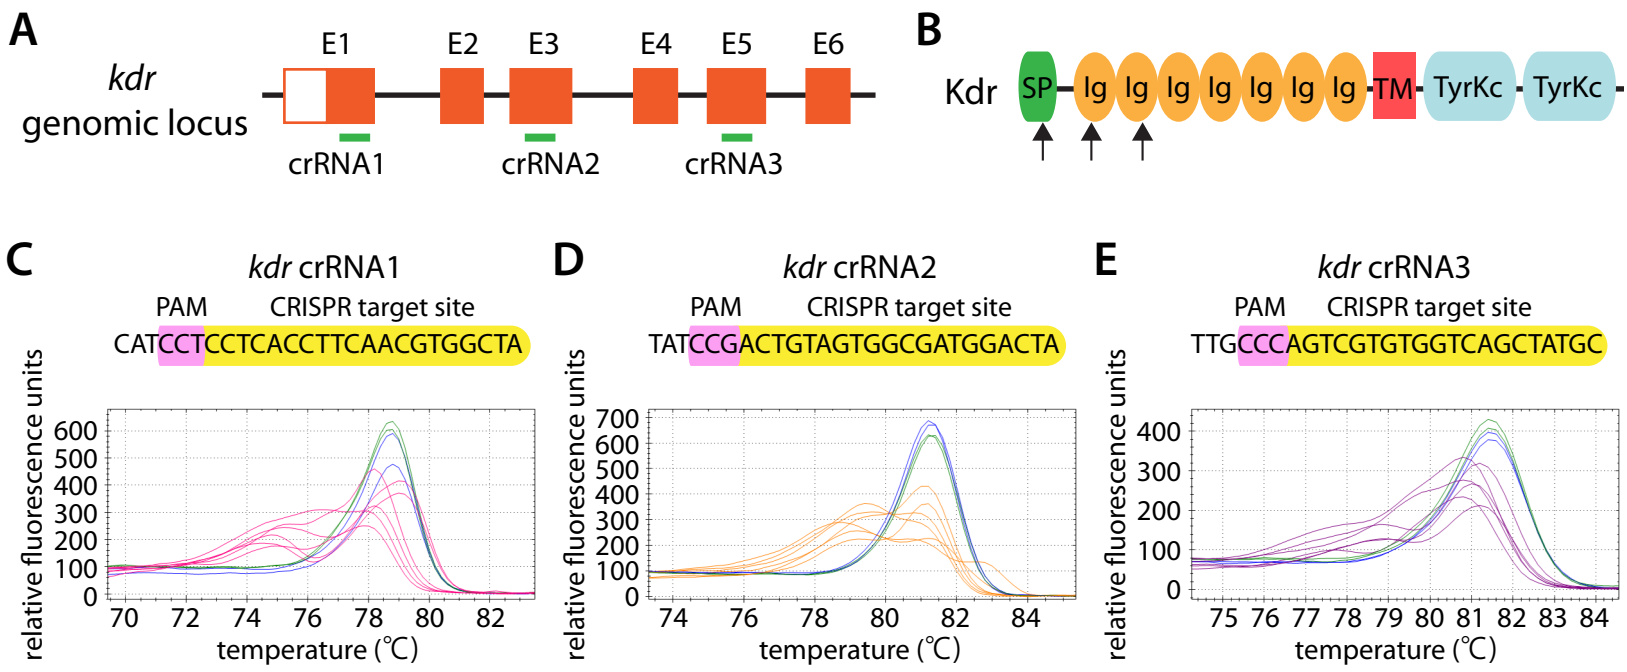 A
kdr
genomic locus
E1 E2 E3 E4 E5 E6
crRNA1 crRNA2 crRNA3
B
Kdr
SP Ig Ig Ig Ig Ig Ig Ig TM TyrKc TyrKc
C
kdr crRNA1
PAM CRISPR target site
CATCCTCCTCACCTTCAACGTGGCTA
relative fluorescence units
600
500
400
300
200
100
0
70 72 74 76 78 80 82
temperature (℃)
D
kdr crRNA2
PAM CRISPR target site
TATCCGACTGTAGTGGCGATGGACTA
relative fluorescence units
700
600
500
400
300
200
100
0
74 76 78 80 82 84
temperature (℃)
E
kdr crRNA3
PAM CRISPR target site
TTGCCCAGTCGTGTGGTCAGCTATGC
relative fluorescence units
400
300
200
100
0
75 76 77 78 79 80 81 82 83 84
temperature (℃)